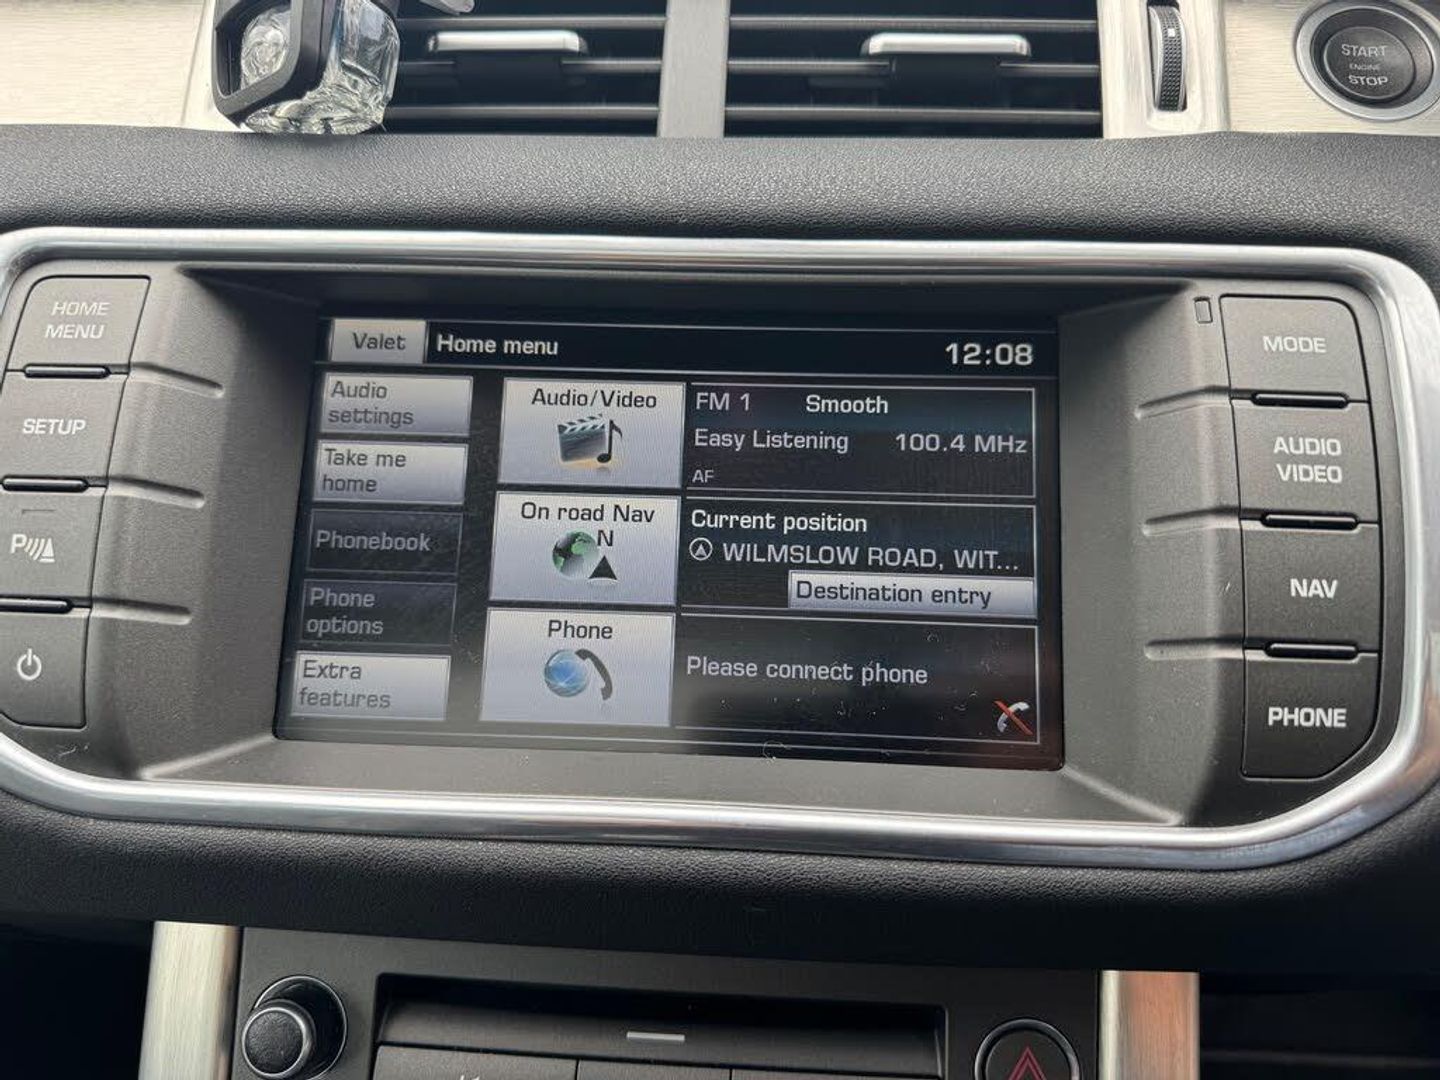 START
ENGINE
STOP
HOME
MENU
SETUP
P
Valet
Home menu
12:08
Audio
settings
Take me
home
Phonebook
Phone
options
Extra
features
Audio/Video
On road Nav
N
Phone
FM 1 Smooth
Easy Listening 100.4 MHz
AF
Current position
WILMSLOW ROAD, WIT...
Destination entry
Please connect phone
MODE
AUDIO
VIDEO
NAV
PHONE